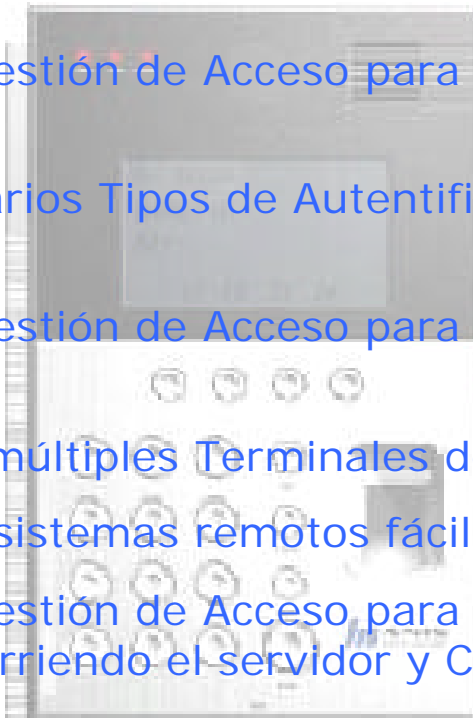 estión de Acceso para
rios Tipos de Autentifi
estión de Acceso para
múltiples Terminales d
sistemas remotos fácil
estión de Acceso para
rriendo el servidor y C